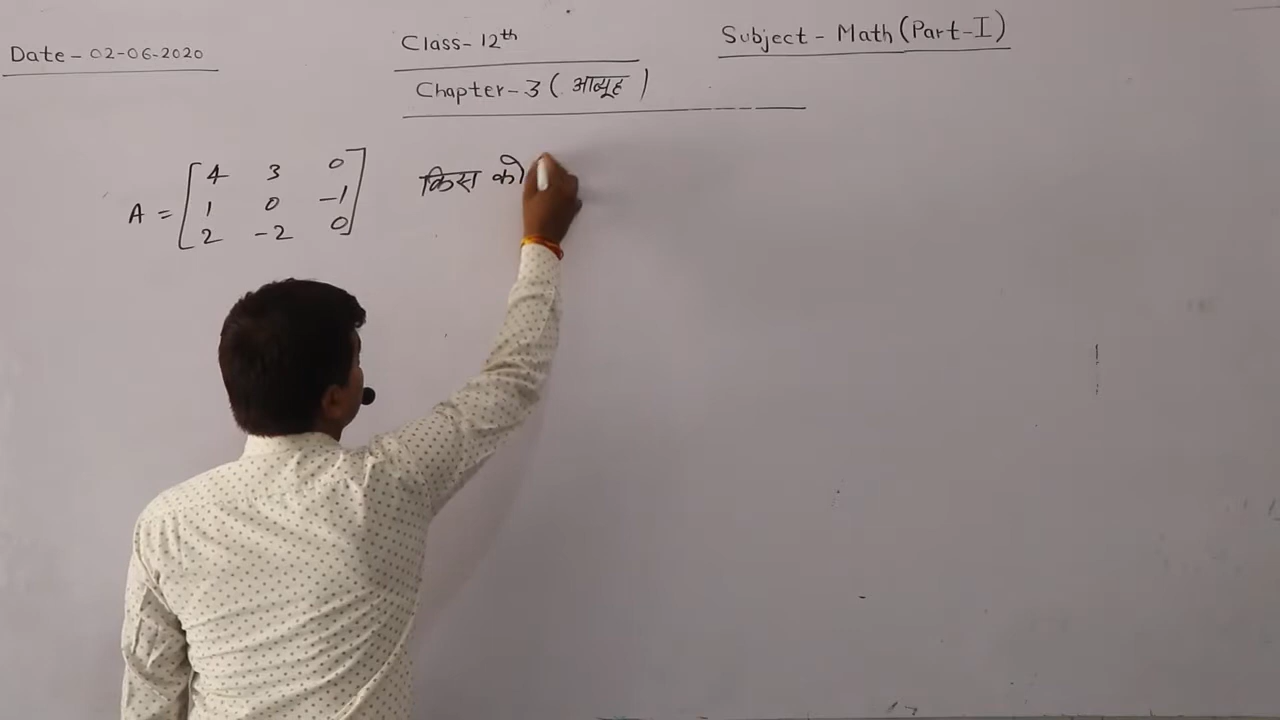 Date - 02-06-2020
Class- 12th
Subject - Math (Part-I)
Chapter-3 ( आव्यूह )
A = [4 3 0
1 0 -1
2 -2 0]
किस को